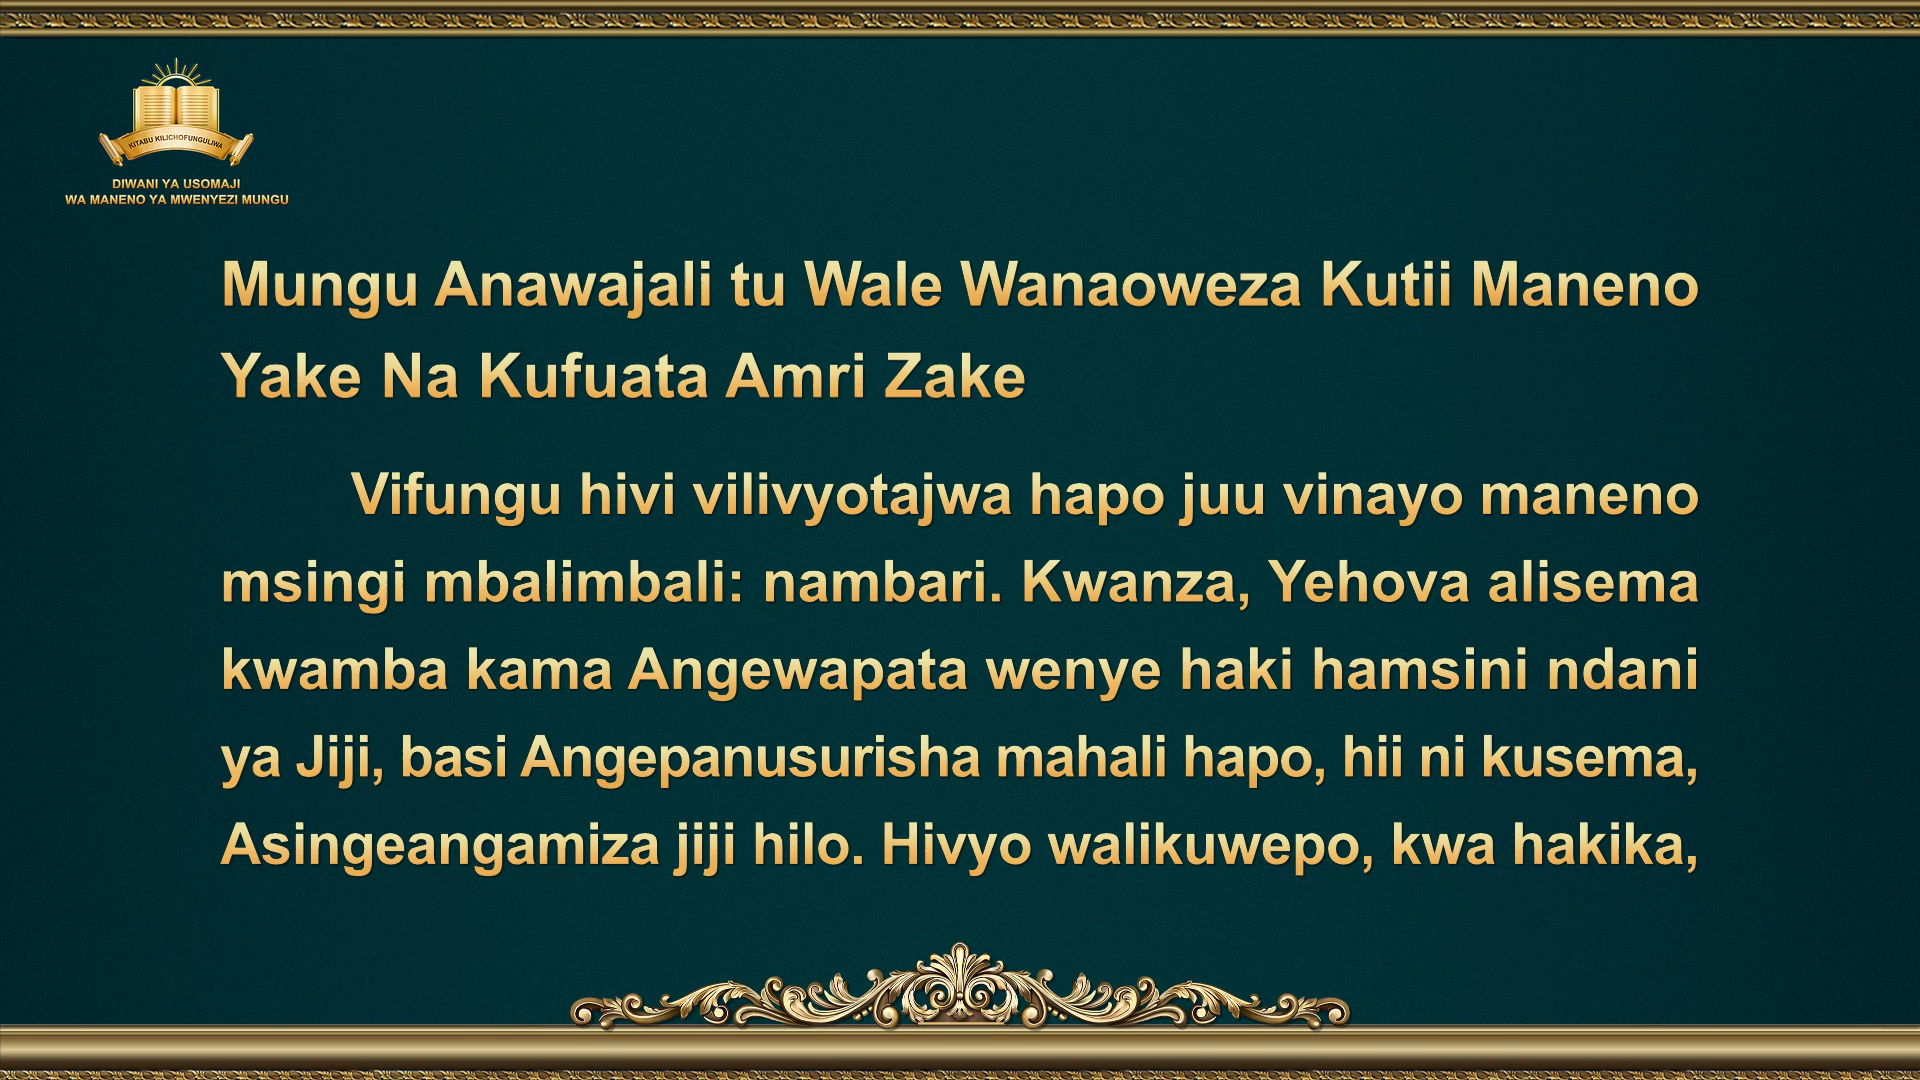 KITABU KILICHOFUNGULIWA
DIWANI YA USOMAJI
WA MANENO YA MWENYEZI MUNGU
Mungu Anawajali tu Wale Wanaoweza Kutii Maneno
Yake Na Kufuata Amri Zake
Vifungu hivi vilivyotajwa hapo juu vinayo maneno
msingi mbalimbali: nambari. Kwanza, Yehova alisema
kwamba kama Angewapata wenye haki hamsini ndani
ya Jiji, basi Angepanusurisha mahali hapo, hii ni kusema,
Asingeangamiza jiji hilo. Hivyo walikuwepo, kwa hakika,